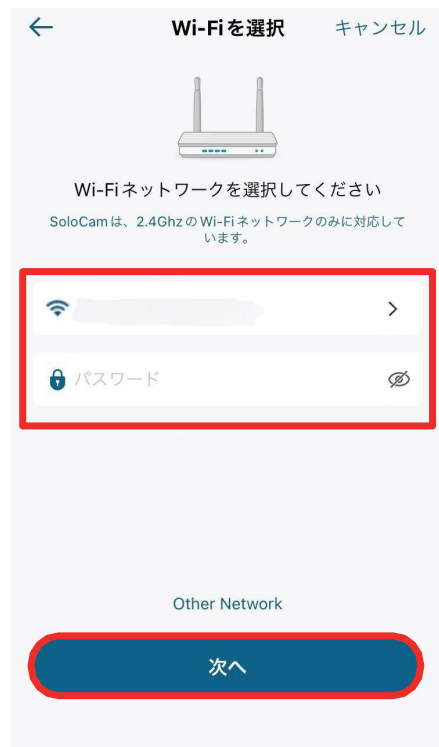 Wi-Fiを選択
キャンセル
Wi-Fiネットワークを選択してください
SoloCamは、2.4GhzのWi-Fiネットワークのみに対応して
います。
パスワード
Other Network
次へ